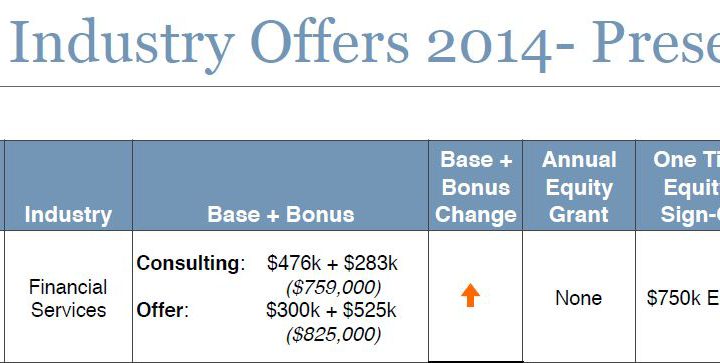 Industry Offers 2014- Prese
Industry
Base + Bonus
Base +
Bonus
Change
Annual
Equity
Grant
One Ti
Equit
Sign-
Financial
Services
Consulting: $476k + $283k
($759,000)
Offer: $300k + $525k
($825,000)
None
$750k E